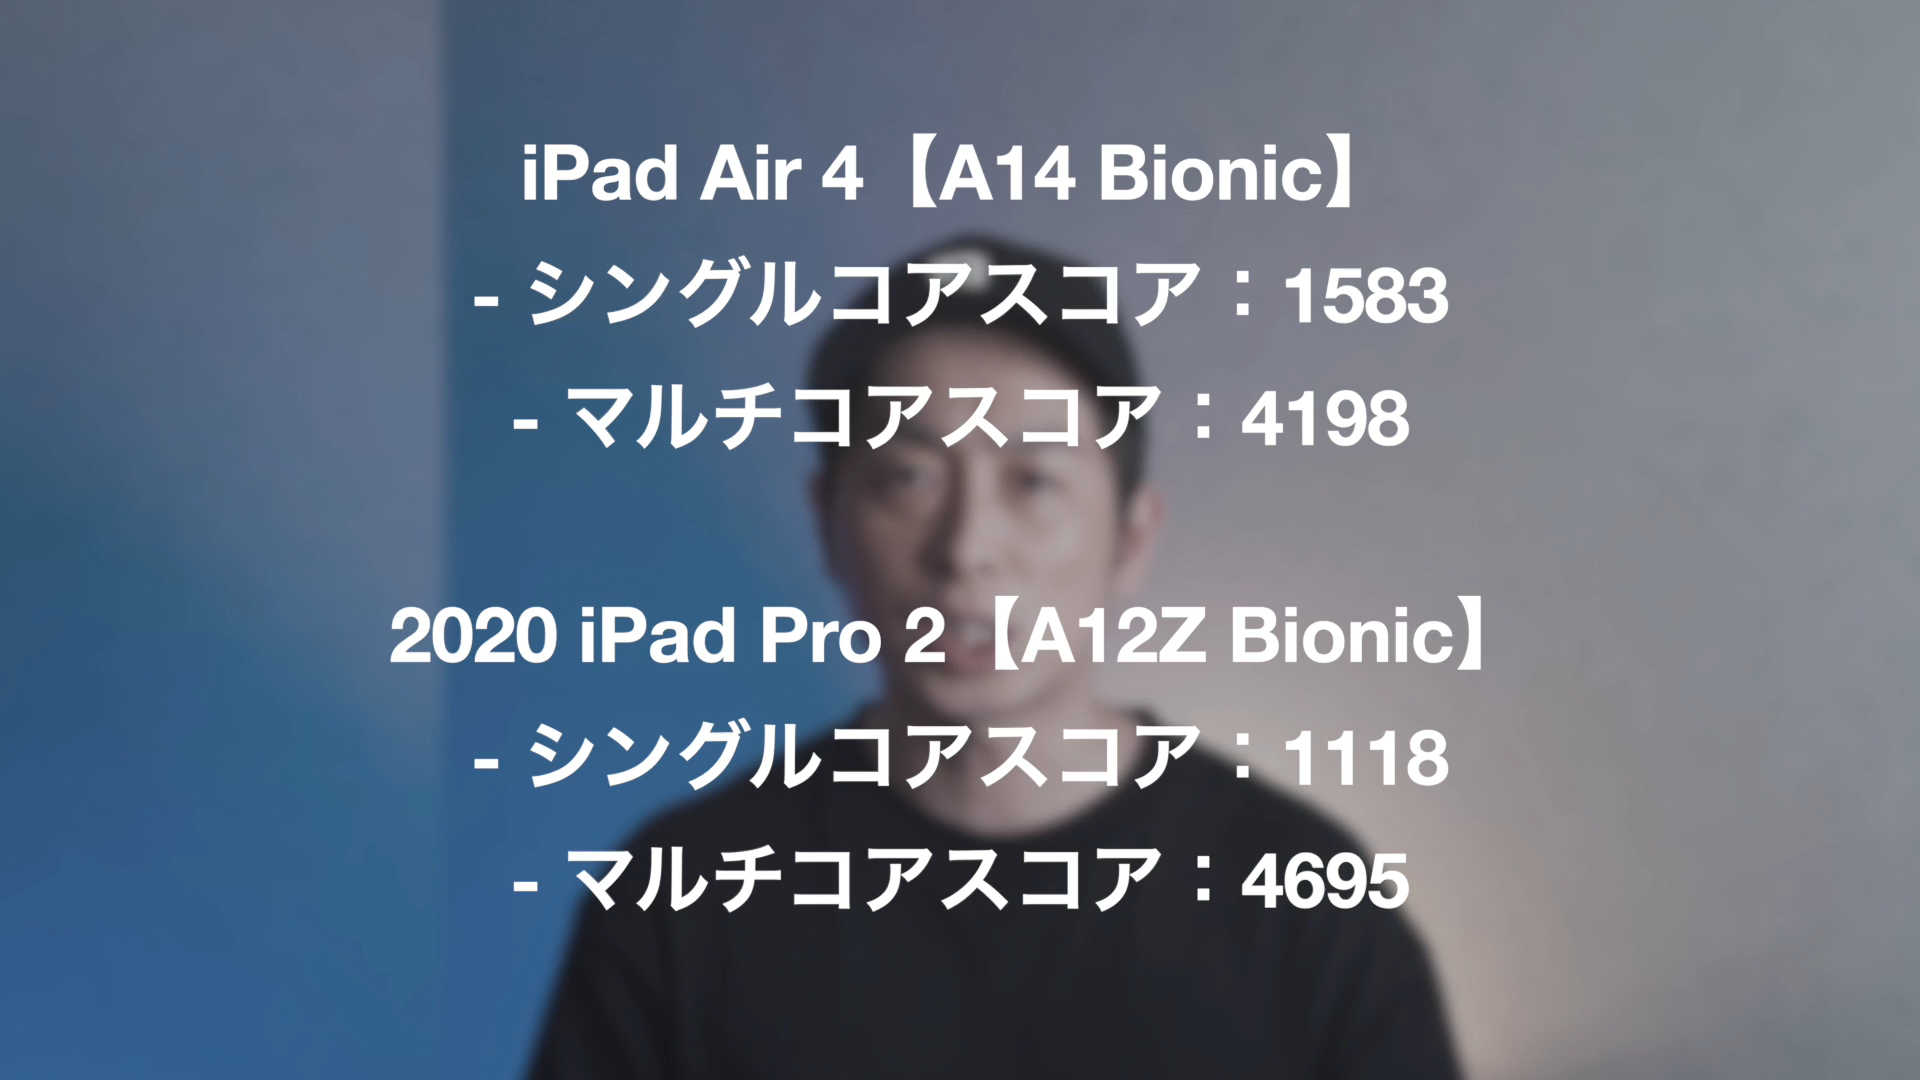 iPad Air 4【A14 Bionic】
- シングルコアスコア：1583
- マルチコアスコア：4198
2020 iPad Pro 2【A12Z Bionic】
- シングルコアスコア：1118
- マルチコアスコア：4695